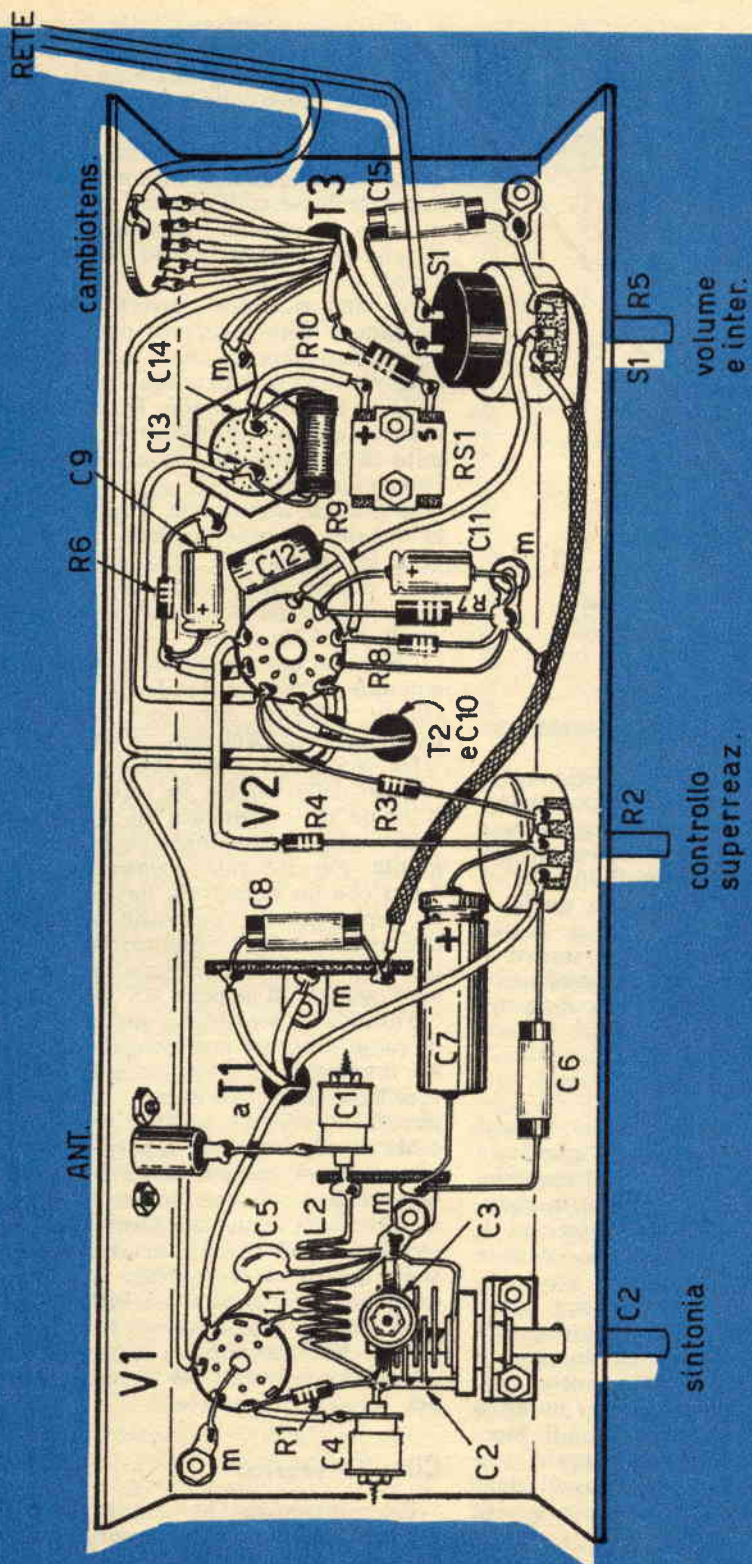 RETE
ANT.
cambiotens.
V1
m
R1
C4
C2
L1
C5
L2
C1
C3
m
a
T1
C8
m
C7
C6
V2
R4
R3
T2
e C10
R6
C9
C13
C14
m
C12
R9
R8
R7
C11
m
+
+
+
+
s
RS1
R10
T3
S1
C15
C2
sintonia
R2
controllo
superreaz.
S1
R5
volume
e inter.